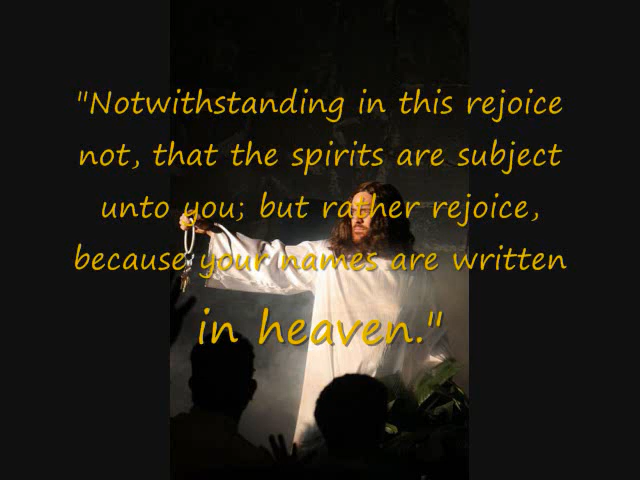 "Notwithstanding in this rejoice
not, that the spirits are subject
unto you; but rather rejoice,
because your names are written
in heaven."